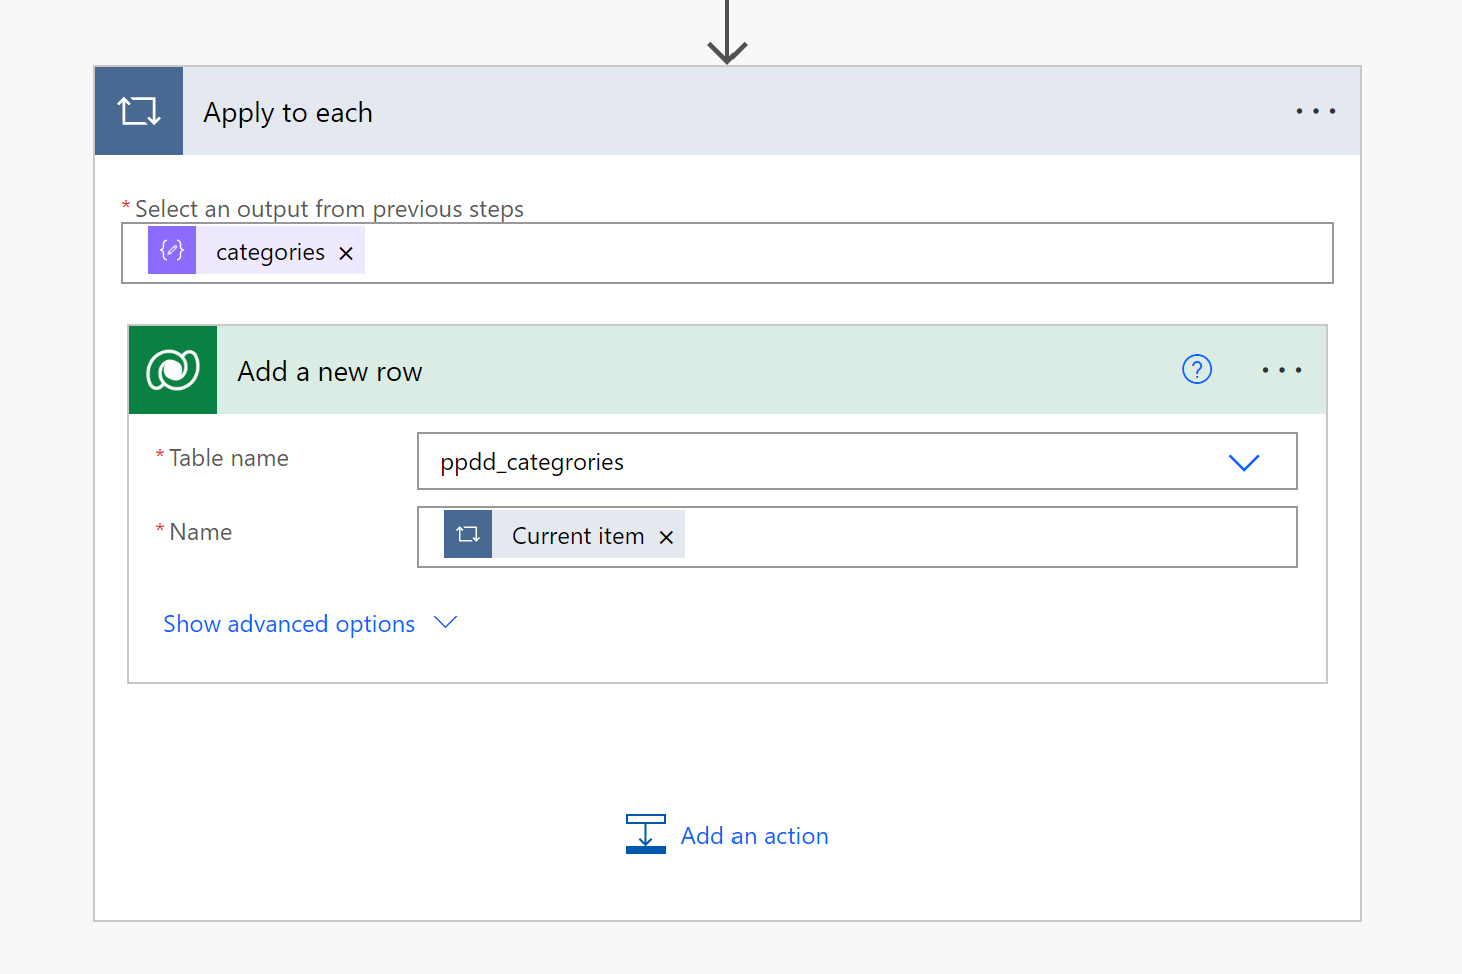 Apply to each
* Select an output from previous steps
categories
Add a new row
?
* Table name
ppdd_categrories
* Name
Current item
Show advanced options
Add an action